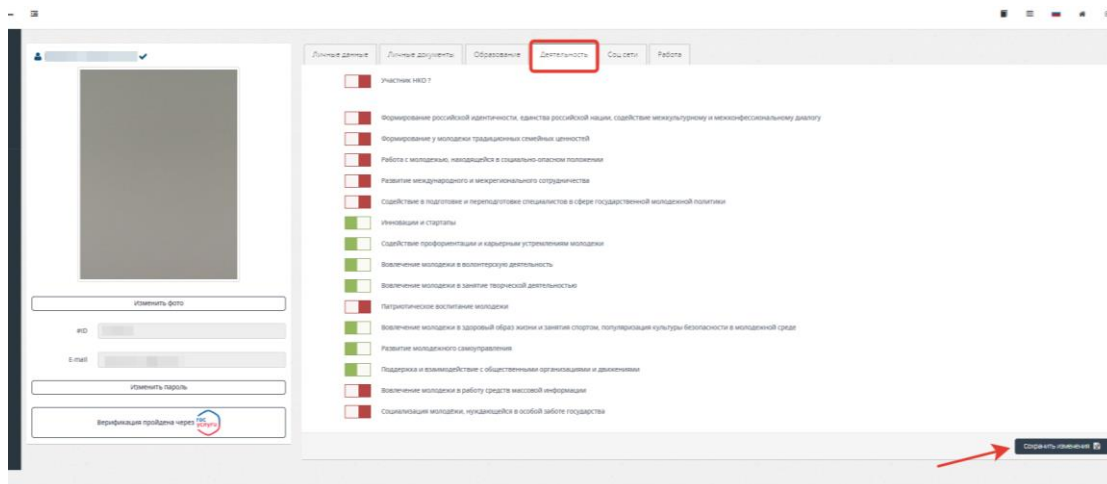 Личные данные
Личные документы
Образование
Деятельность
Соц сети
Работа
Участник НКО ?
Формирование российской идентичности, единства российской нации, содействие межкультурному и межконфессиональному диалогу
Формирование у молодежи традиционных семейных ценностей
Работа с молодежью, находящейся в социально-опасном положении
Развитие международного и межрегионального сотрудничества
Содействие в подготовке и переподготовке специалистов в сфере государственной молодежной политики
Инновации и стартапы
Содействие профориентации и карьерным устремлениям молодежи
Вовлечение молодежи в волонтерскую деятельность
Вовлечение молодежи в занятие творческой деятельностью
Патриотическое воспитание молодежи
Вовлечение молодежи в здоровый образ жизни и занятия спортом, популяризация культуры безопасности в молодежной среде
Развитие молодежного самоуправления
Поддержка и взаимодействие с общественными организациями и движениями
Вовлечение молодежи в работу средств массовой информации
Социализация молодежи, нуждающейся в особой заботе государства
Изменить фото
#ID
E-mail
Изменить пароль
Верификация пройдена через
гос
услуги
Сохранить изменения